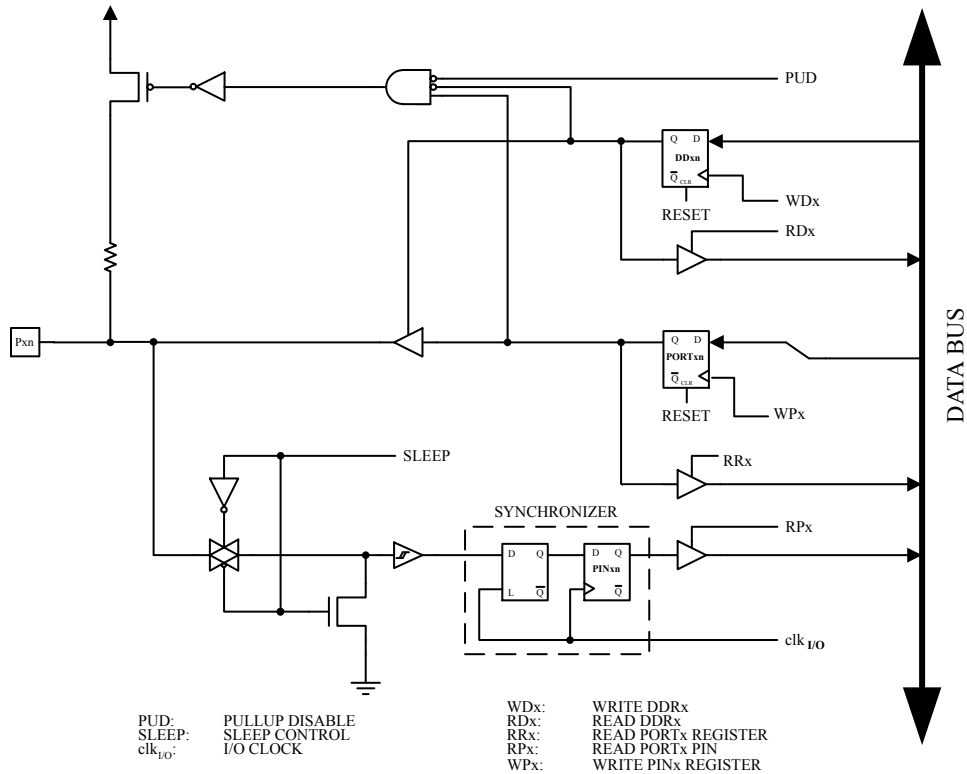 PUD
Q D
DDxn
Q CLR
WDx
RESET
RDx
Pxn
Q D
PORTxn
Q CLR
RESET
WPx
DATA BUS
SLEEP
RRx
SYNCHRONIZER
D Q
L Q
D Q
PINxn
Q
RPx
clk I/O
PUD: PULLUP DISABLE
SLEEP: SLEEP CONTROL
clkI/O: I/O CLOCK
WDx: WRITE DDRx
RDx: READ DDRx
RRx: READ PORTx REGISTER
RPx: READ PORTx PIN
WPx: WRITE PINx REGISTER